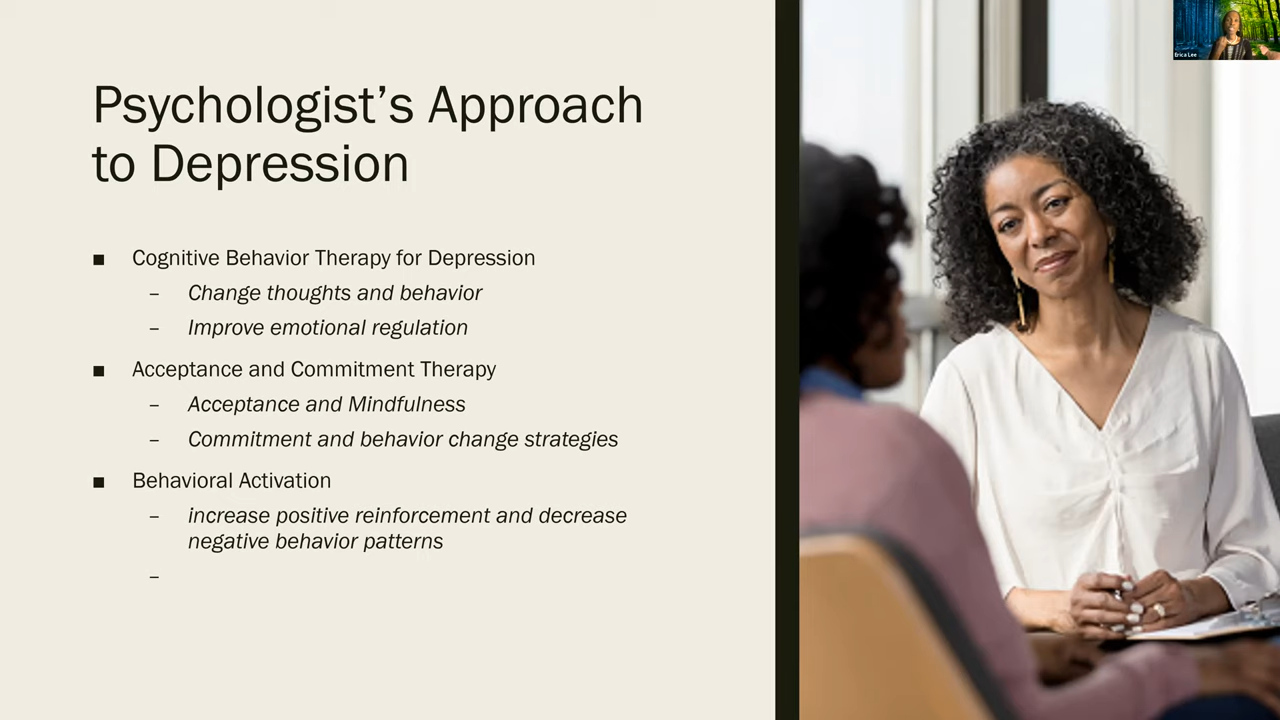 Erica Lee
Psychologist’s Approach
to Depression
■ Cognitive Behavior Therapy for Depression
– Change thoughts and behavior
– Improve emotional regulation
■ Acceptance and Commitment Therapy
– Acceptance and Mindfulness
– Commitment and behavior change strategies
■ Behavioral Activation
– increase positive reinforcement and decrease
negative behavior patterns
–